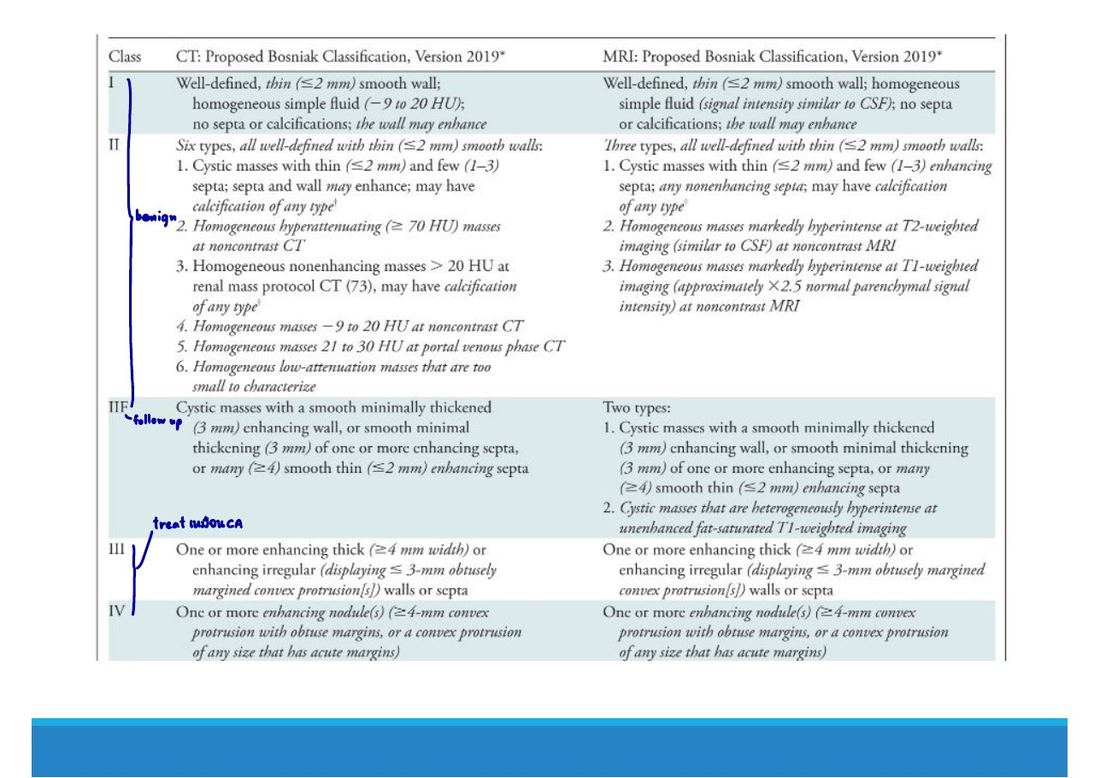 Class CT: Proposed Bosniak Classification, Version 2019* MRI: Proposed Bosniak Classification, Version 2019*
I
Well-defined, thin (≤2 mm) smooth wall;
homogeneous simple fluid (−9 to 20 HU);
no septa or calcifications; the wall may enhance
Well-defined, thin (≤2 mm) smooth wall; homogeneous
simple fluid (signal intensity similar to CSF); no septa
or calcifications; the wall may enhance
II
Six types, all well-defined with thin (≤2 mm) smooth walls:
1. Cystic masses with thin (≤2 mm) and few (1–3)
septa; septa and wall may enhance; may have
calcification of any type†
2. Homogeneous hyperattenuating (≥ 70 HU) masses
at noncontrast CT
3. Homogeneous nonenhancing masses > 20 HU at
renal mass protocol CT (73), may have calcification
of any type†
4. Homogeneous masses −9 to 20 HU at noncontrast CT
5. Homogeneous masses 21 to 30 HU at portal venous phase CT
6. Homogeneous low-attenuation masses that are too
small to characterize
Three types, all well-defined with thin (≤2 mm) smooth walls:
1. Cystic masses with thin (≤2 mm) and few (1–3) enhancing
septa; any nonenhancing septa; may have calcification
of any type†
2. Homogeneous masses markedly hyperintense at T2-weighted
imaging (similar to CSF) at noncontrast MRI
3. Homogeneous masses markedly hyperintense at T1-weighted
imaging (approximately ×2.5 normal parenchymal signal
intensity) at noncontrast MRI
benign
IIF
follow up
Cystic masses with a smooth minimally thickened
(3 mm) enhancing wall, or smooth minimal
thickening (3 mm) of one or more enhancing septa,
or many (≥4) smooth thin (≤2 mm) enhancing septa
Two types:
1. Cystic masses with a smooth minimally thickened
(3 mm) enhancing wall, or smooth minimal thickening
(3 mm) of one or more enhancing septa, or many
(≥4) smooth thin (≤2 mm) enhancing septa
2. Cystic masses that are heterogeneously hyperintense at
unenhanced fat-saturated T1-weighted imaging
treat เหมือน CA
III
One or more enhancing thick (≥4 mm width) or
enhancing irregular (displaying ≤ 3-mm obtusely
margined convex protrusion[s]) walls or septa
One or more enhancing thick (≥4 mm width) or
enhancing irregular (displaying ≤ 3-mm obtusely margined
convex protrusion[s]) walls or septa
IV
One or more enhancing nodule(s) (≥4-mm convex
protrusion with obtuse margins, or a convex protrusion
of any size that has acute margins)
One or more enhancing nodule(s) (≥4-mm convex
protrusion with obtuse margins, or a convex protrusion
of any size that has acute margins)